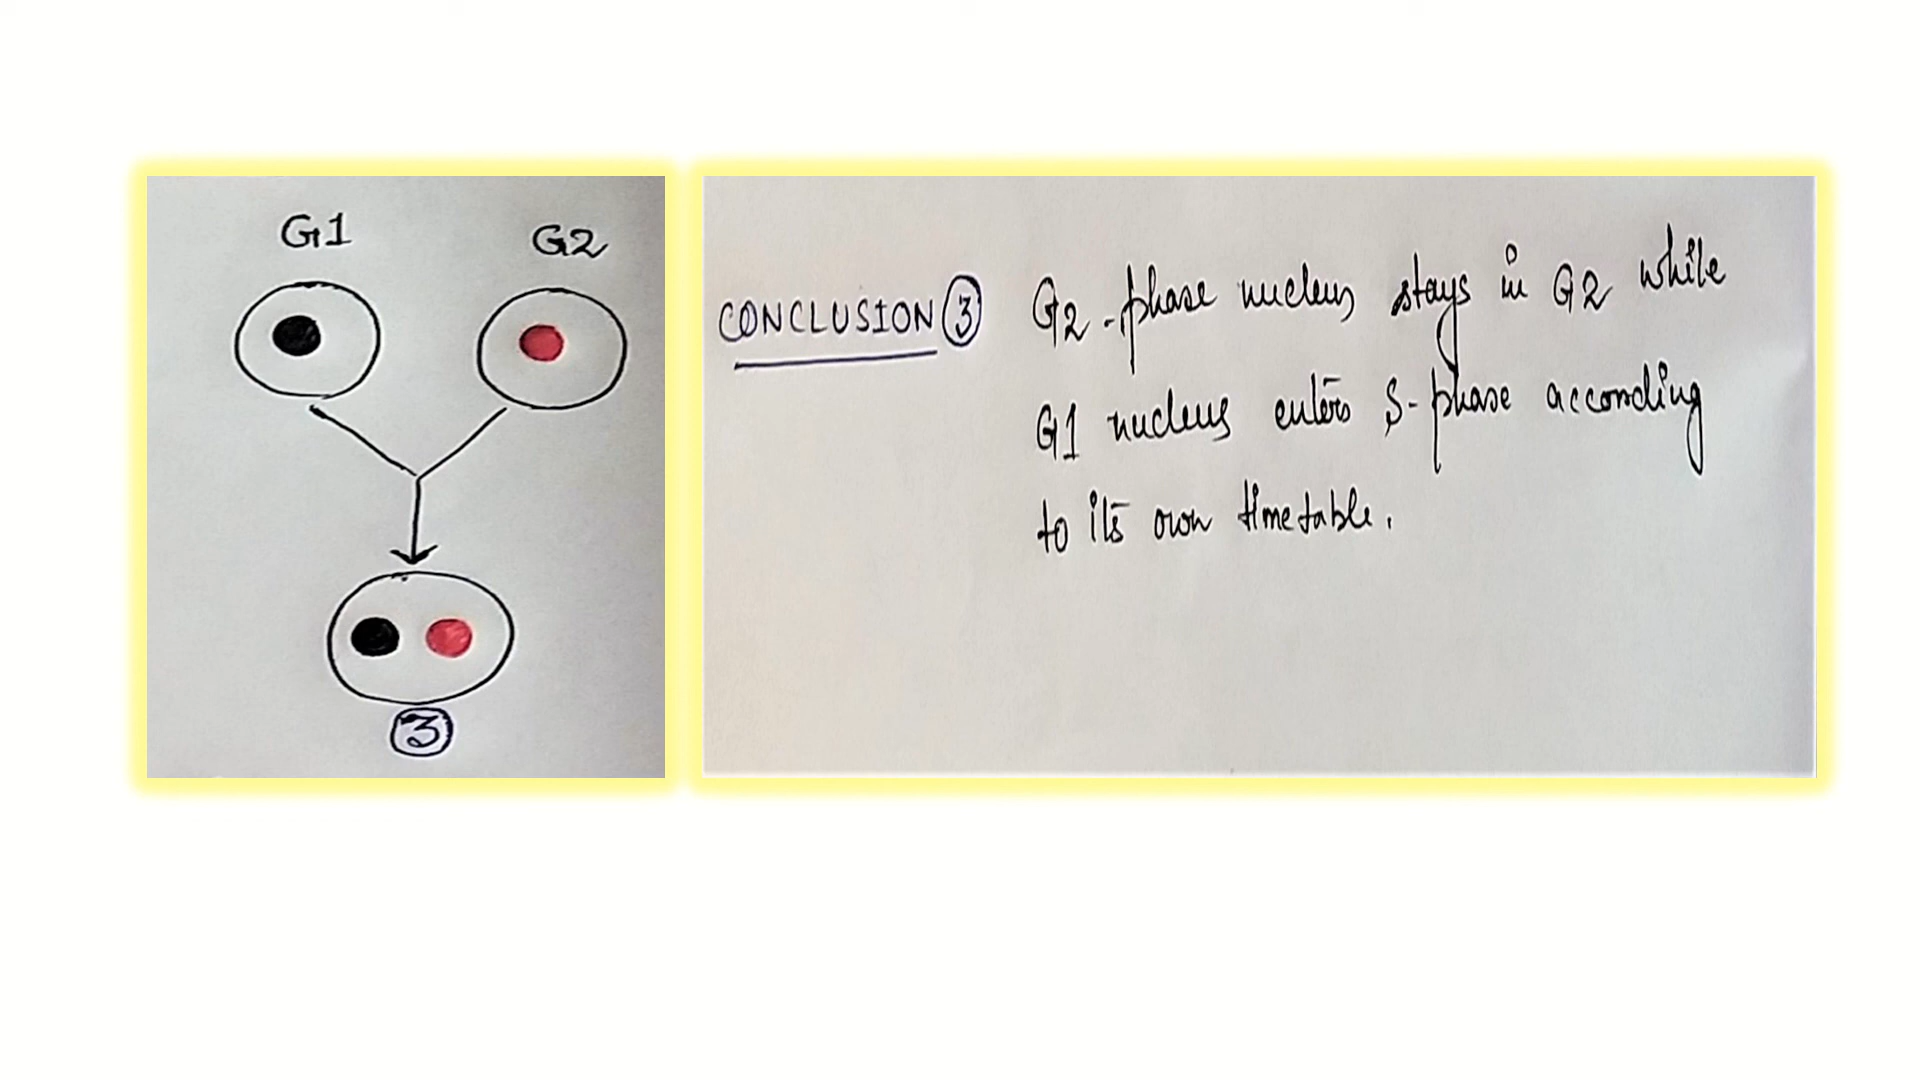 G1
G2
3
CONCLUSION 3
G2-phase nucleus stays in G2 while
G1 nucleus enters S-phase according
to its own timetable.